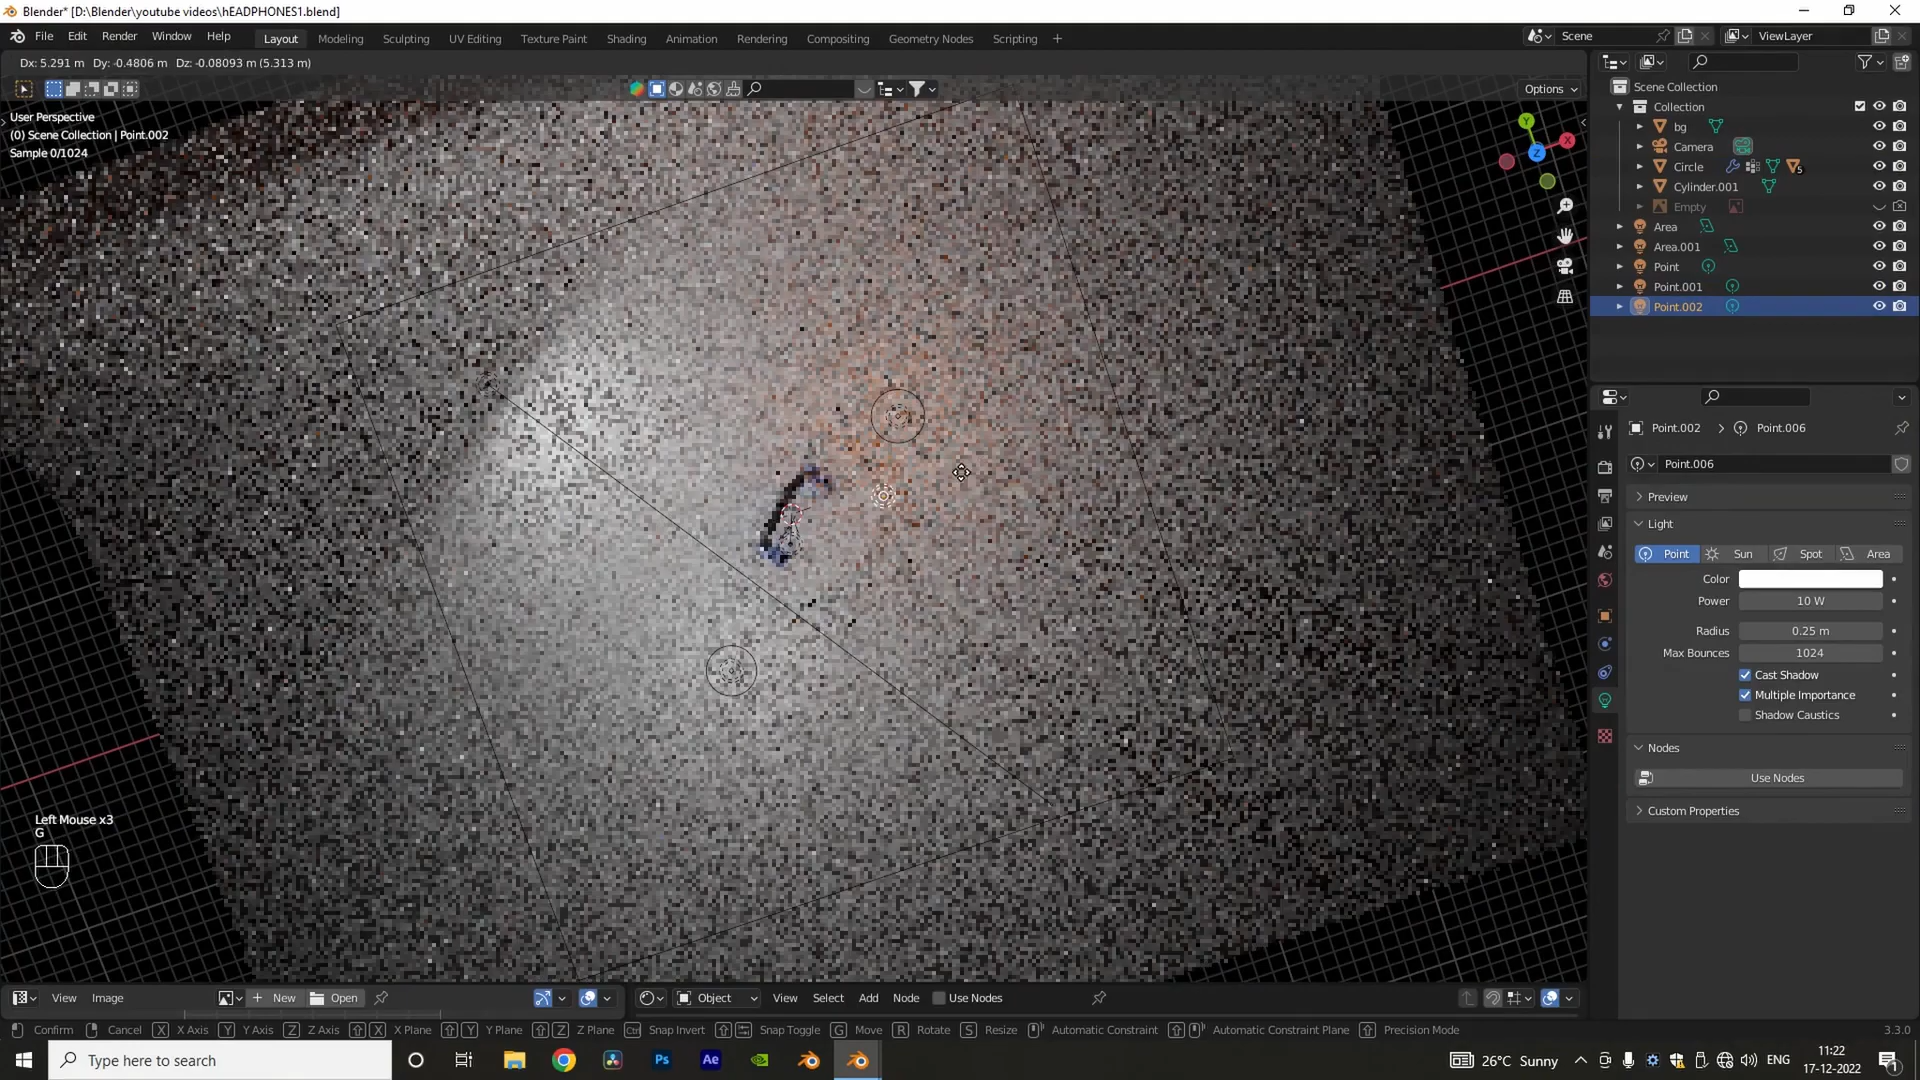 Blender* [D:\Blender\youtube videos\hEADPHONES1.blend]
File Edit Render Window Help Layout Modeling Sculpting UV Editing Texture Paint Shading Animation Rendering Compositing Geometry Nodes Scripting + Scene ViewLayer
Dx: 5.291 m Dy: -0.4806 m Dz: -0.08093 m (5.313 m)
Options
User Perspective
(0) Scene Collection | Point.002
Sample 0/1024
Y
X
Z
Scene Collection
Collection
bg
Camera
Circle 5
Cylinder.001
Empty
Area
Area.001
Point
Point.001
Point.002
Point.002 > Point.006
Point.006
Preview
Light
Point Sun Spot Area
Color
Power 10 W
Radius 0.25 m
Max Bounces 1024
Cast Shadow
Multiple Importance
Shadow Caustics
Nodes
Use Nodes
Custom Properties
Left Mouse x3
G
View Image + New Open Object View Select Add Node Use Nodes
Confirm Cancel X X Axis Y Y Axis Z Z Axis X X Plane Y Y Plane Z Z Plane Ctrl Snap Invert Snap Toggle G Move R Rotate S Resize Automatic Constraint Automatic Constraint Plane Precision Mode 3.3.0
Type here to search Ps Ae 26°C Sunny ENG 11:22
17-12-2022 1